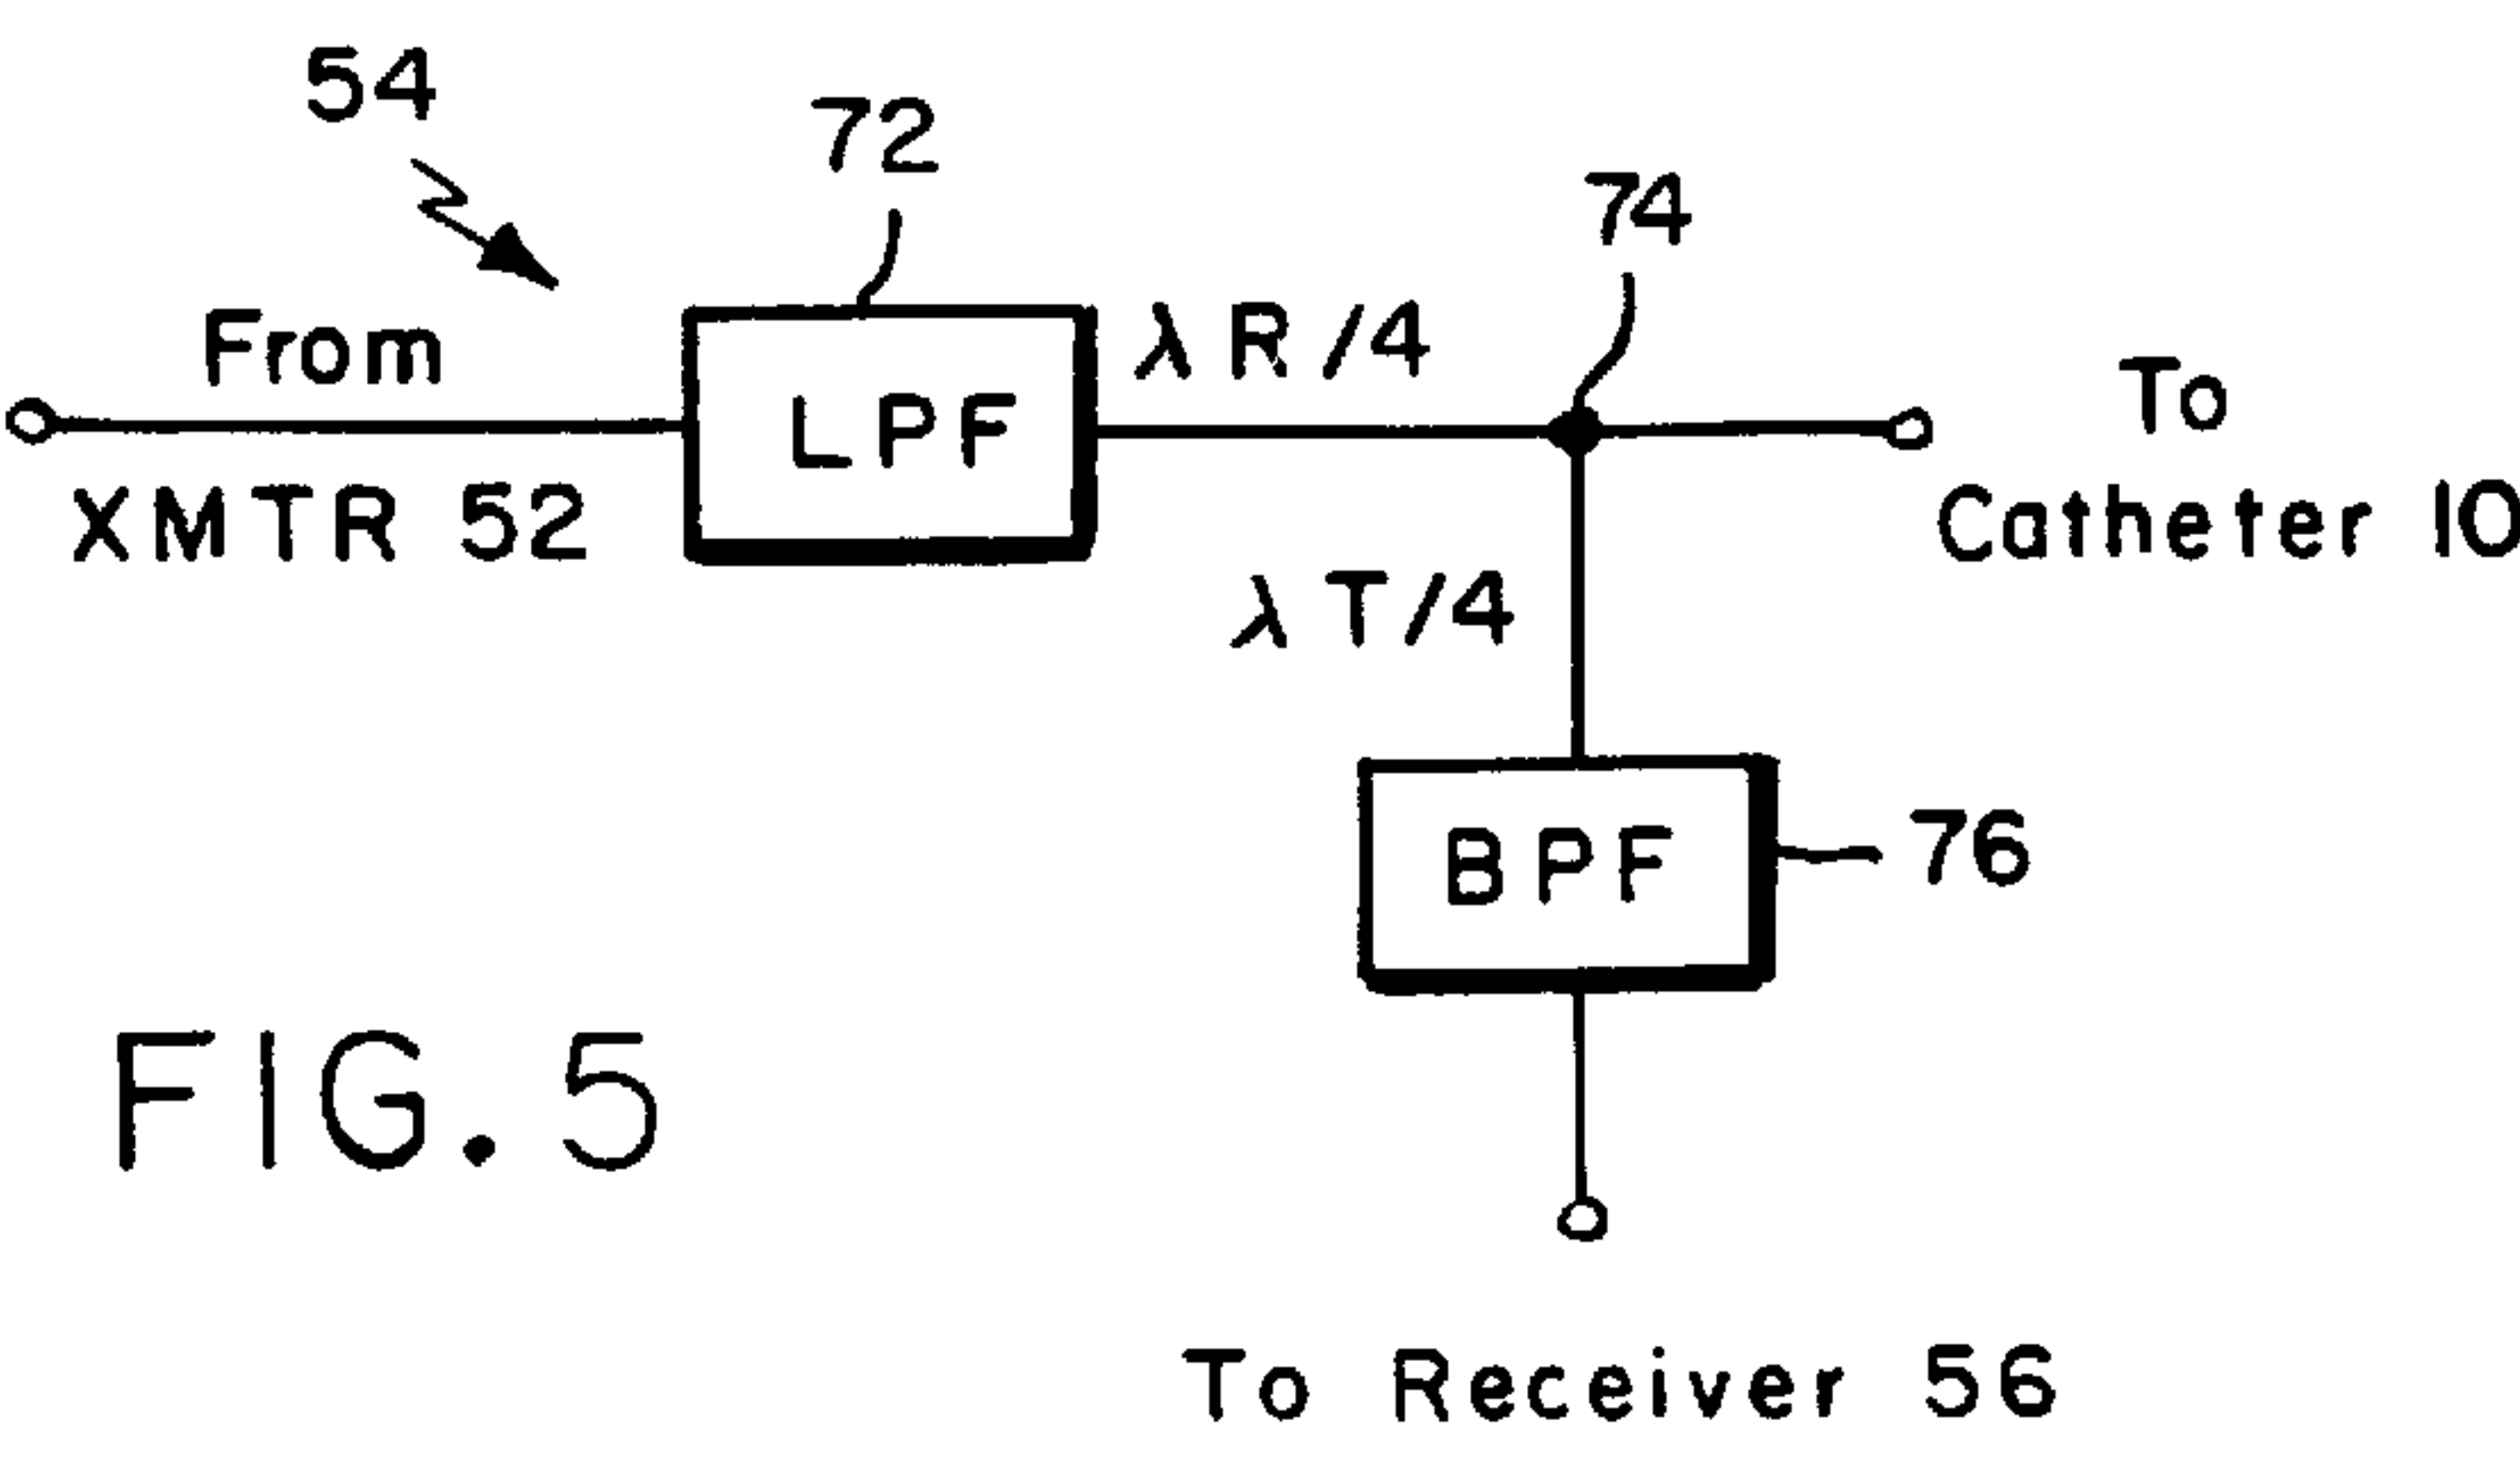 54
72
74
From
XMTR 52
LPF
λR/4
To
Catheter 10
λT/4
BPF
76
FIG. 5
To Receiver 56